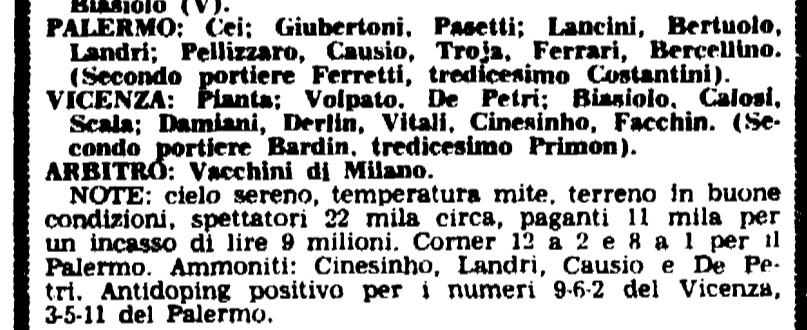 Biasiolo (V).
PALERMO: Cei; Giubertoni, Pasetti; Lancini, Bertuolo,
Landri; Pellizzaro, Causio, Troja, Ferrari, Bercellino.
(Secondo portiere Ferretti, tredicesimo Costantini).
VICENZA: Pianta; Volpato, De Petri; Biasiolo, Calosi,
Scala; Damiani, Derlin, Vitali, Cinesinho, Facchin. (Se-
condo portiere Bardin, tredicesimo Primon).
ARBITRO: Vacchini di Milano.
NOTE: cielo sereno, temperatura mite, terreno in buone
condizioni, spettatori 22 mila circa, paganti 11 mila per
un incasso di lire 9 milioni. Corner 12 a 2 e 8 a 1 per il
Palermo. Ammoniti: Cinesinho, Landri, Causio e De Pe-
tri. Antidoping positivo per i numeri 9-6-2 del Vicenza,
3-5-11 del Palermo.